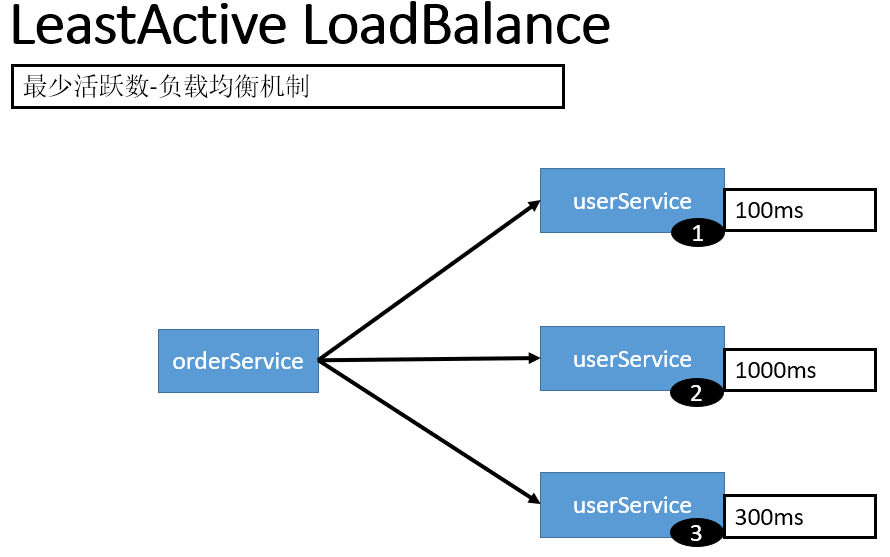 LeastActive LoadBalance
最少活跃数-负载均衡机制
userService
1
100ms
orderService
userService
2
1000ms
userService
3
300ms